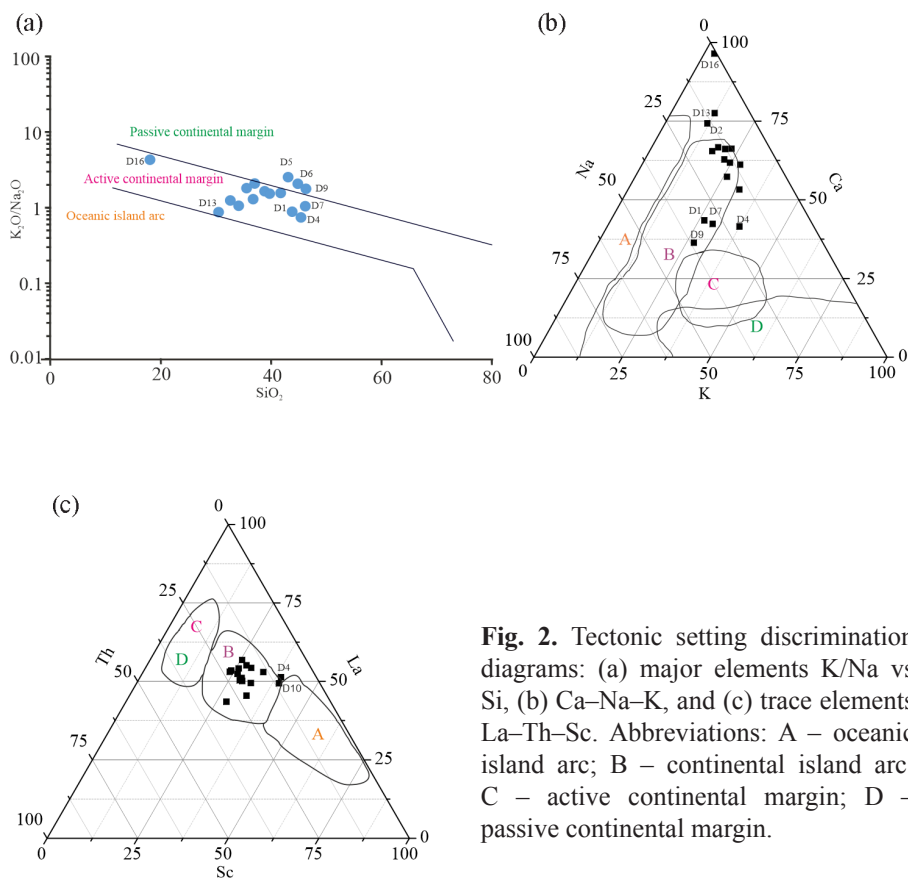 (a)
100
10
1
0.1
0.01
K₂O/Na₂O
0
20
40
60
80
SiO₂
Passive continental margin
Active continental margin
Oceanic island arc
D16
D5
D6
D9
D7
D13
D1
D4
(b)
0
100
D16
25
75
D13
D2
Na
Ca
50
50
D1
D7
D4
D9
A
B
75
25
C
D
100
0
0
25
50
75
100
K
(c)
0
100
25
75
C
Th
B
La
D
50
50
D4
D10
A
75
25
100
0
0
25
50
75
100
Sc
Fig. 2. Tectonic setting discrimination
diagrams: (a) major elements K/Na vs
Si, (b) Ca–Na–K, and (c) trace elements
La–Th–Sc. Abbreviations: A – oceanic
island arc; B – continental island arc
C – active continental margin; D –
passive continental margin.